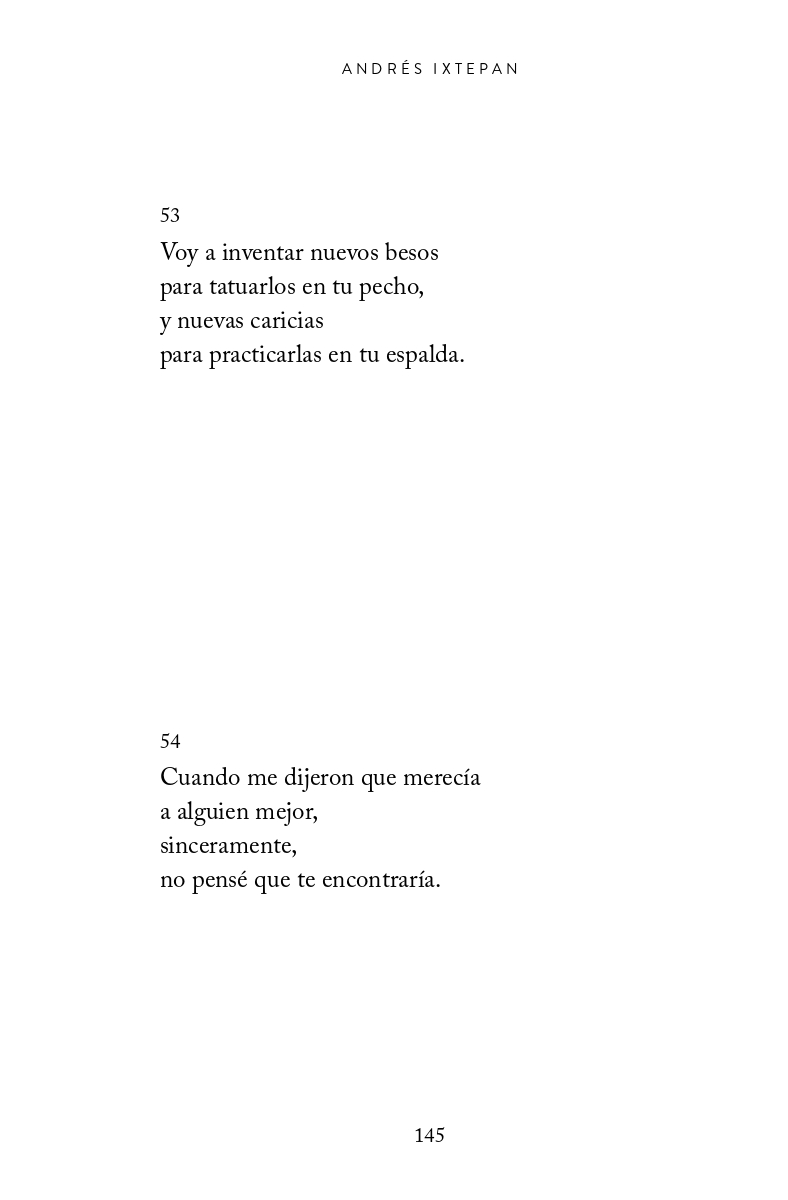 ANDRÉS IXTEPAN
53
Voy a inventar nuevos besos
para tatuarlos en tu pecho,
y nuevas caricias
para practicarlas en tu espalda.
54
Cuando me dijeron que merecía
a alguien mejor,
sinceramente,
no pensé que te encontraría.
145